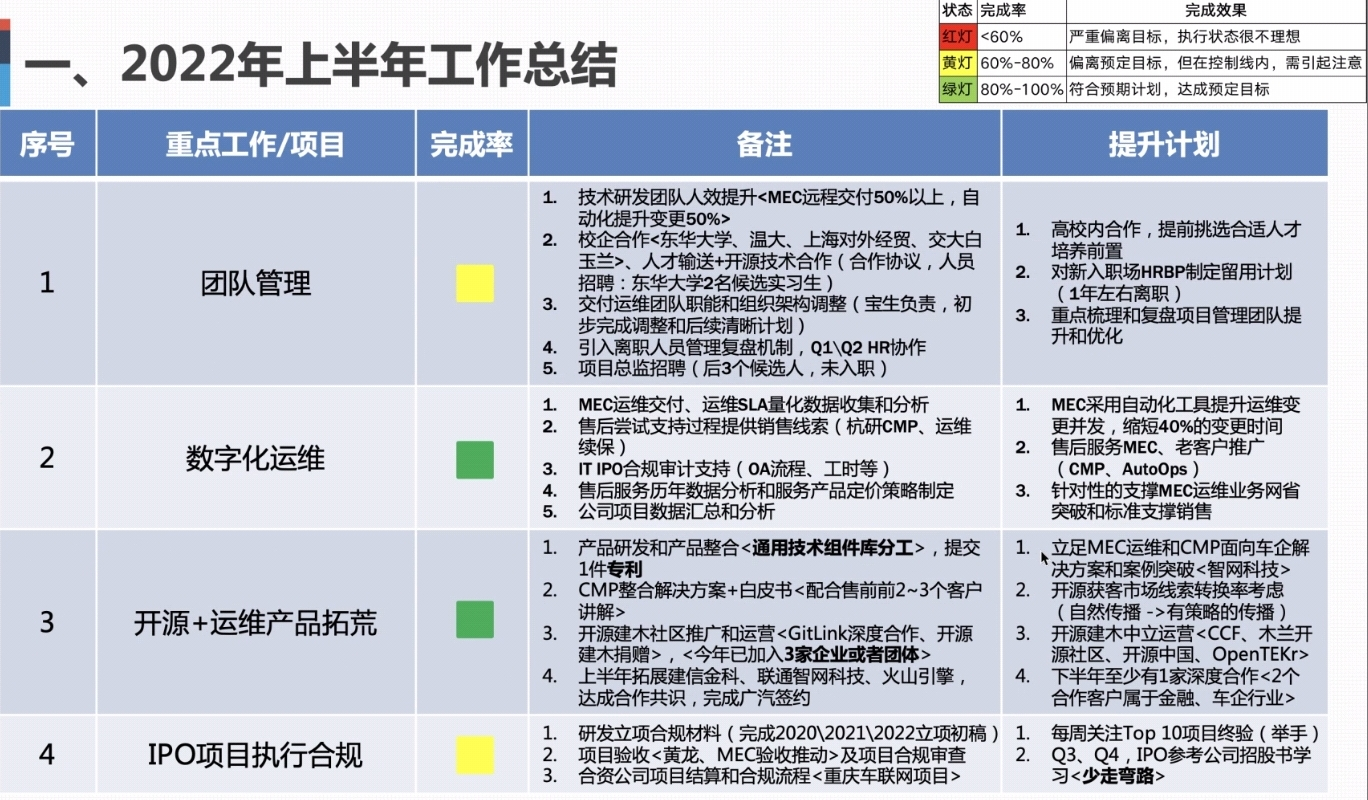 一、2022年上半年工作总结
状态 完成率 完成效果
红灯 <60% 严重偏离目标，执行状态很不理想
黄灯 60%-80% 偏离预定目标，但在控制线内，需引起注意
绿灯 80%-100% 符合预期计划，达成预定目标
序号 重点工作/项目 完成率 备注 提升计划
1
团队管理
1. 技术研发团队人效提升<MEC远程交付50%以上，自
动化提升变更50%>
2. 校企合作<东华大学、温大、上海对外经贸、交大白
玉兰>、人才输送+开源技术合作（合作协议，人员
招聘：东华大学2名候选实习生）
3. 交付运维团队职能和组织架构调整（宝生负责，初
步完成调整和后续清晰计划）
4. 引入离职人员管理复盘机制，Q1\Q2 HR协作
5. 项目总监招聘（后3个候选人，未入职）
1. 高校内合作，提前挑选合适人才
培养前置
2. 对新入职场HRBP制定留用计划
（1年左右离职）
3. 重点梳理和复盘项目管理团队提
升和优化
2
数字化运维
1. MEC运维交付、运维SLA量化数据收集和分析
2. 售后尝试支持过程提供销售线索（杭研CMP、运维
续保）
3. IT IPO合规审计支持（OA流程、工时等）
4. 售后服务历年数据分析和服务产品定价策略制定
5. 公司项目数据汇总和分析
1. MEC采用自动化工具提升运维变
更并发，缩短40%的变更时间
2. 售后服务MEC、老客户推广
（CMP、AutoOps）
3. 针对性的支撑MEC运维业务网省
突破和标准支撑销售
3
开源+运维产品拓荒
1. 产品研发和产品整合<通用技术组件库分工>，提交
1件专利
2. CMP整合解决方案+白皮书<配合售前前2~3个客户
讲解>
3. 开源建木社区推广和运营<GitLink深度合作、开源
建木捐赠>，<今年已加入3家企业或者团体>
4. 上半年拓展建信金科、联通智网科技、火山引擎，
达成合作共识，完成广汽签约
1. 立足MEC运维和CMP面向车企解
决方案和案例突破<智网科技>
2. 开源获客市场线索转换率考虑
（自然传播 ->有策略的传播）
3. 开源建木中立运营<CCF、木兰开
源社区、开源中国、OpenTEKr>
4. 下半年至少有1家深度合作<2个
合作客户属于金融、车企行业>
4
IPO项目执行合规
1. 研发立项合规材料（完成2020\2021\2022立项初稿）
2. 项目验收<黄龙、MEC验收推动>及项目合规审查
3. 合资公司项目结算和合规流程<重庆车联网项目>
1. 每周关注Top 10项目终验（举手）
2. Q3、Q4，IPO参考公司招股书学
习<少走弯路>